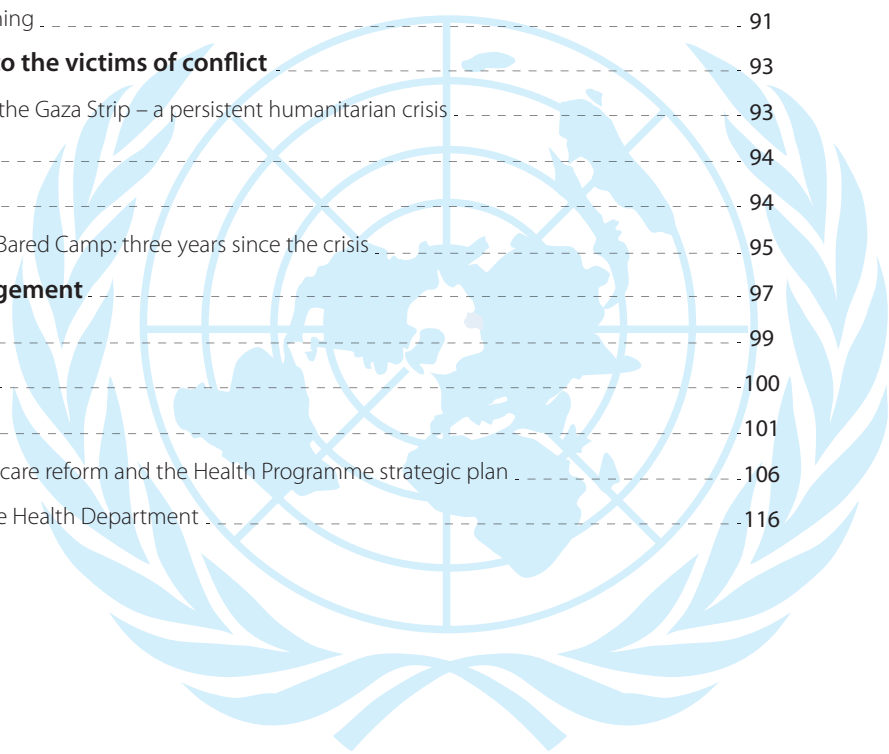 ning 91
o the victims of conflict 93
the Gaza Strip – a persistent humanitarian crisis 93
94
94
Bared Camp: three years since the crisis 95
gement 97
99
100
101
care reform and the Health Programme strategic plan 106
e Health Department 116